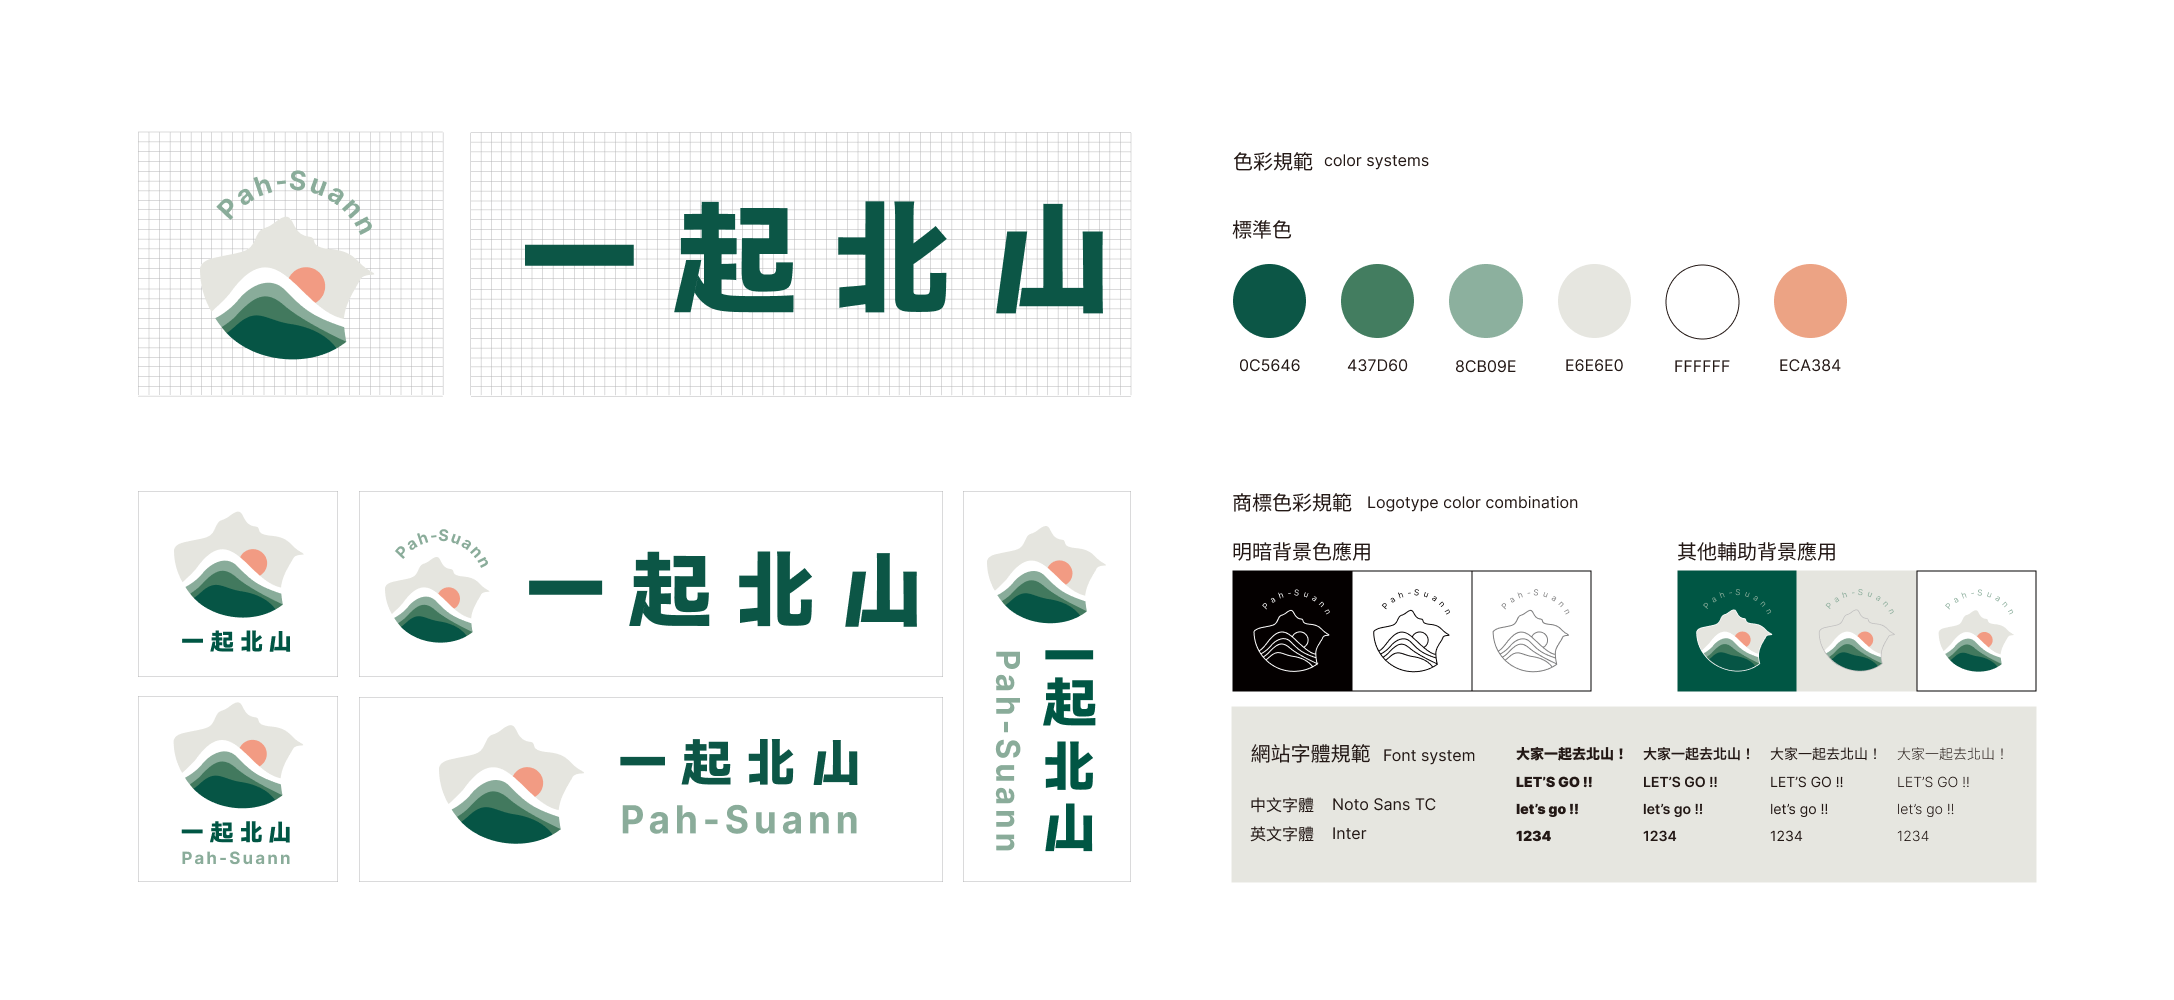 Pah-Suann
一起北山
色彩規範 color systems
標準色
0C5646 437D60 8CB09E E6E6E0 FFFFFF ECA384
一起北山
Pah-Suann
一起北山
一起北山
Pah-Suann
一起北山
Pah-Suann
一起北山
Pah-Suann
商標色彩規範 Logotype color combination
明暗背景色應用
Pah-Suann
Pah-Suann
Pah-Suann
其他輔助背景應用
Pah-Suann
Pah-Suann
Pah-Suann
網站字體規範 Font system
中文字體 Noto Sans TC
英文字體 Inter
大家一起去北山！ 大家一起去北山！ 大家一起去北山！ 大家一起去北山！
LET'S GO !! LET'S GO !! LET'S GO !! LET'S GO !!
let's go !! let's go !! let's go !! let's go !!
1234 1234 1234 1234